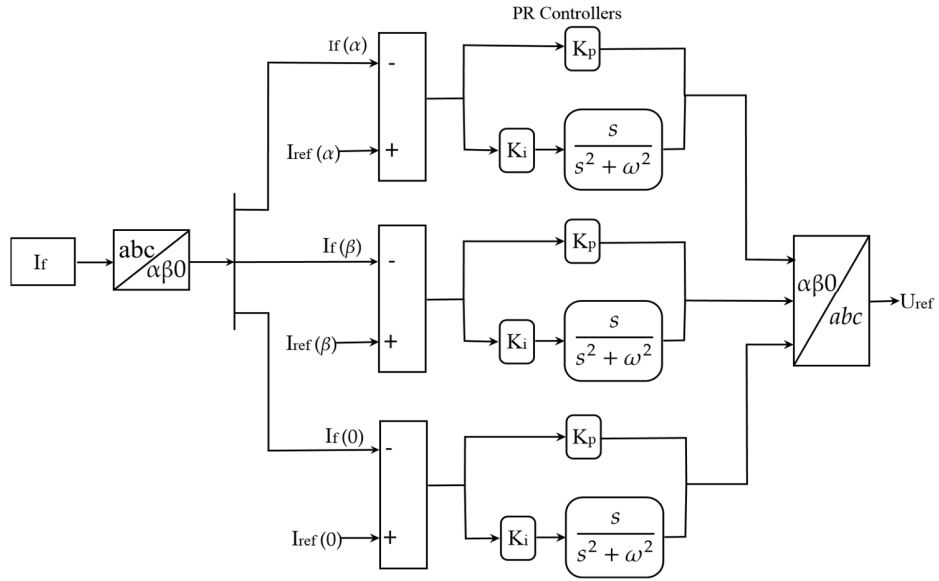 PR Controllers
If (α)
-
Iref (α)
+
Kp
Ki
s
s² + ω²
If
abc
αβ0
If (β)
-
Iref (β)
+
Kp
Ki
s
s² + ω²
αβ0
abc
Uref
If (0)
-
Iref (0)
+
Kp
Ki
s
s² + ω²